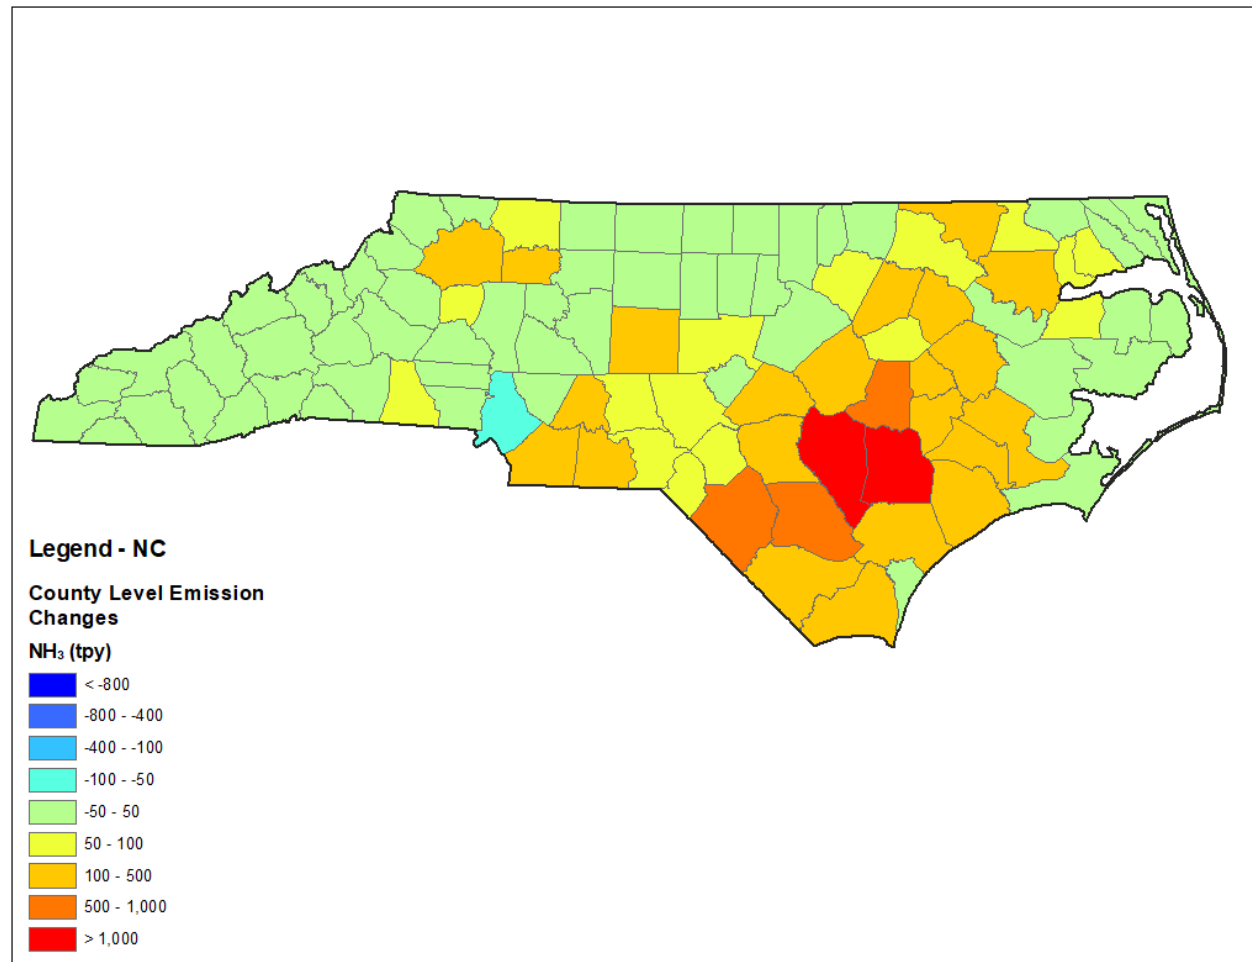 Legend - NC
County Level Emission
Changes
NH₃ (tpy)
< -800
-800 - -400
-400 - -100
-100 - -50
-50 - 50
50 - 100
100 - 500
500 - 1,000
> 1,000